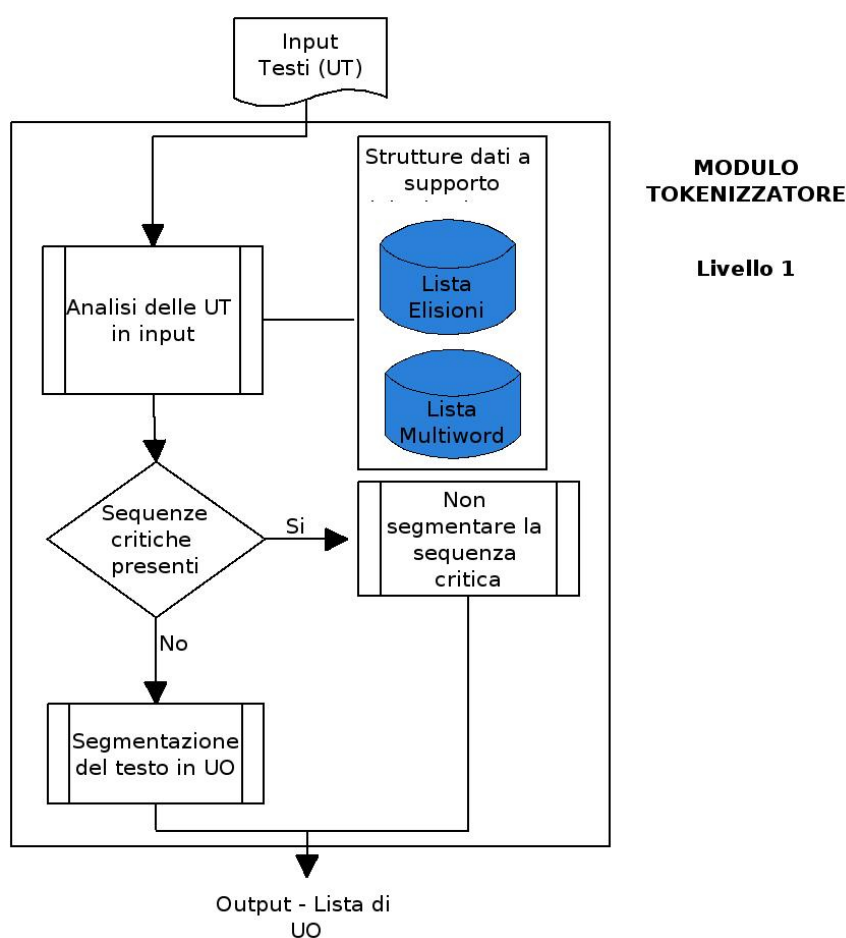 Input
Testi (UT)
Strutture dati a
supporto
MODULO
TOKENIZZATORE
Livello 1
Lista
Elisioni
Analisi delle UT
in input
Lista
Multiword
Sequenze
critiche
presenti
Si
Non
segmentare la
sequenza
critica
No
Segmentazione
del testo in UO
Output - Lista di
UO